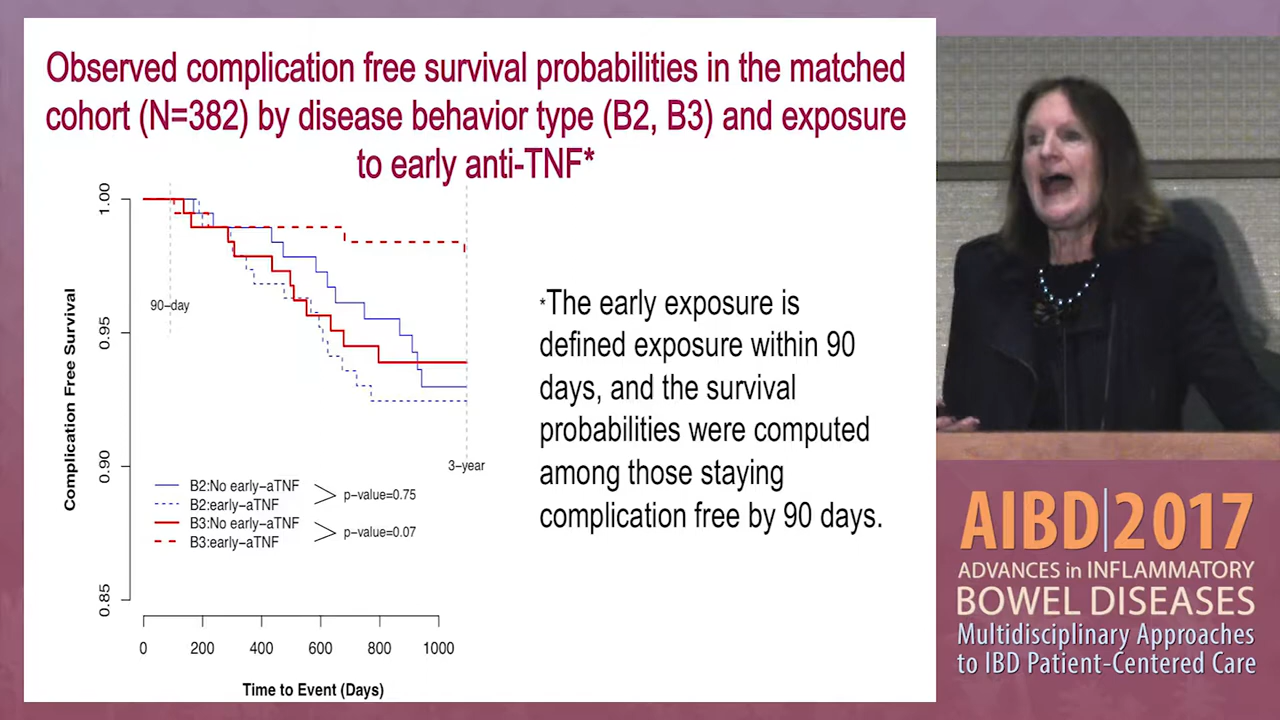 Observed complication free survival probabilities in the matched
cohort (N=382) by disease behavior type (B2, B3) and exposure
to early anti-TNF*
Complication Free Survival
1.00
0.95
0.90
0.85
90-day
3-year
B2:No early-aTNF
B2:early-aTNF
p-value=0.75
B3:No early-aTNF
B3:early-aTNF
p-value=0.07
0 200 400 600 800 1000
Time to Event (Days)
*The early exposure is
defined exposure within 90
days, and the survival
probabilities were computed
among those staying
complication free by 90 days.
AIBD|2017
ADVANCES in INFLAMMATORY
BOWEL DISEASES
Multidisciplinary Approaches
to IBD Patient-Centered Care